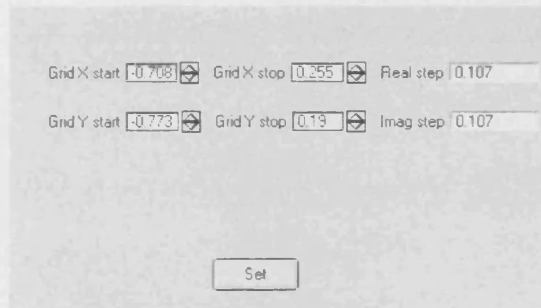 Grid X start -0.708 Grid X stop 0.255 Real step 0.107
Grid Y start -0.773 Grid Y stop 0.19 Imag step 0.107
Set